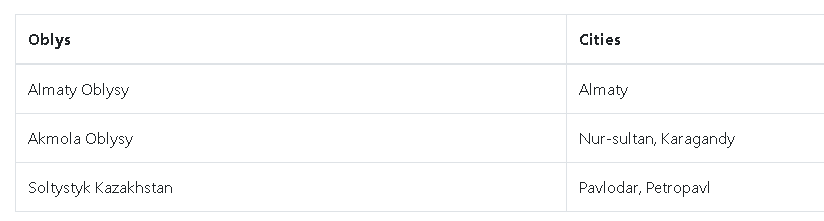 Oblys Cities
Almaty Oblysy Almaty
Akmola Oblysy Nur-sultan, Karagandy
Soltystyk Kazakhstan Pavlodar, Petropavl